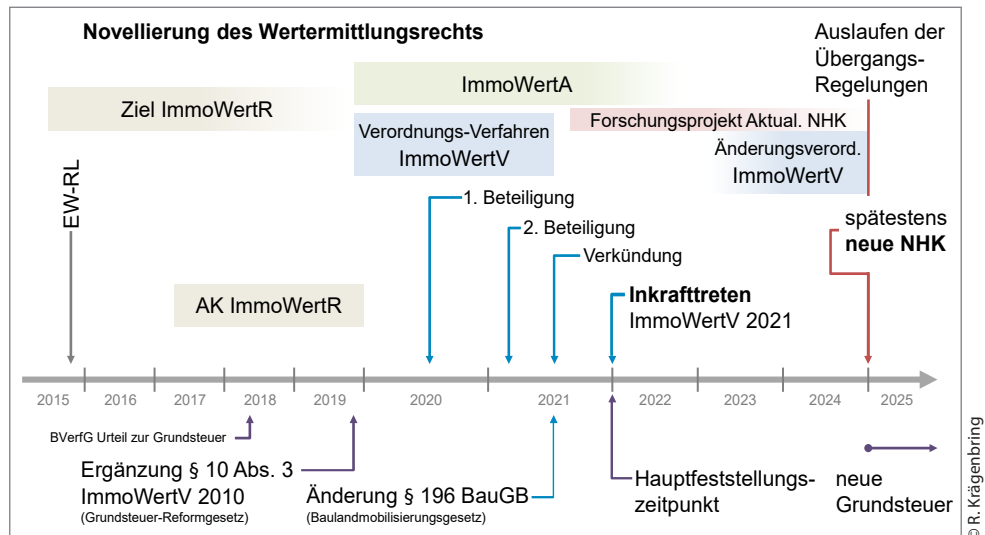 Novellierung des Wertermittlungsrechts
Auslaufen der
Übergangs-
Regelungen
ImmoWertA
Ziel ImmoWertR
Forschungsprojekt Aktual. NHK
Verordnungs-Verfahren
ImmoWertV
Änderungsverord.
ImmoWertV
EW-RL
1. Beteiligung
2. Beteiligung
Verkündung
spätestens
neue NHK
AK ImmoWertR
Inkrafttreten
ImmoWertV 2021
2015 2016 2017 2018 2019 2020 2021 2022 2023 2024 2025
BVerfG Urteil zur Grundsteuer
Ergänzung § 10 Abs. 3
ImmoWertV 2010
(Grundsteuer-Reformgesetz)
Änderung § 196 BauGB
(Baulandmobilisierungsgesetz)
Hauptfeststellungs-
zeitpunkt
neue
Grundsteuer
© R. Krägenbring